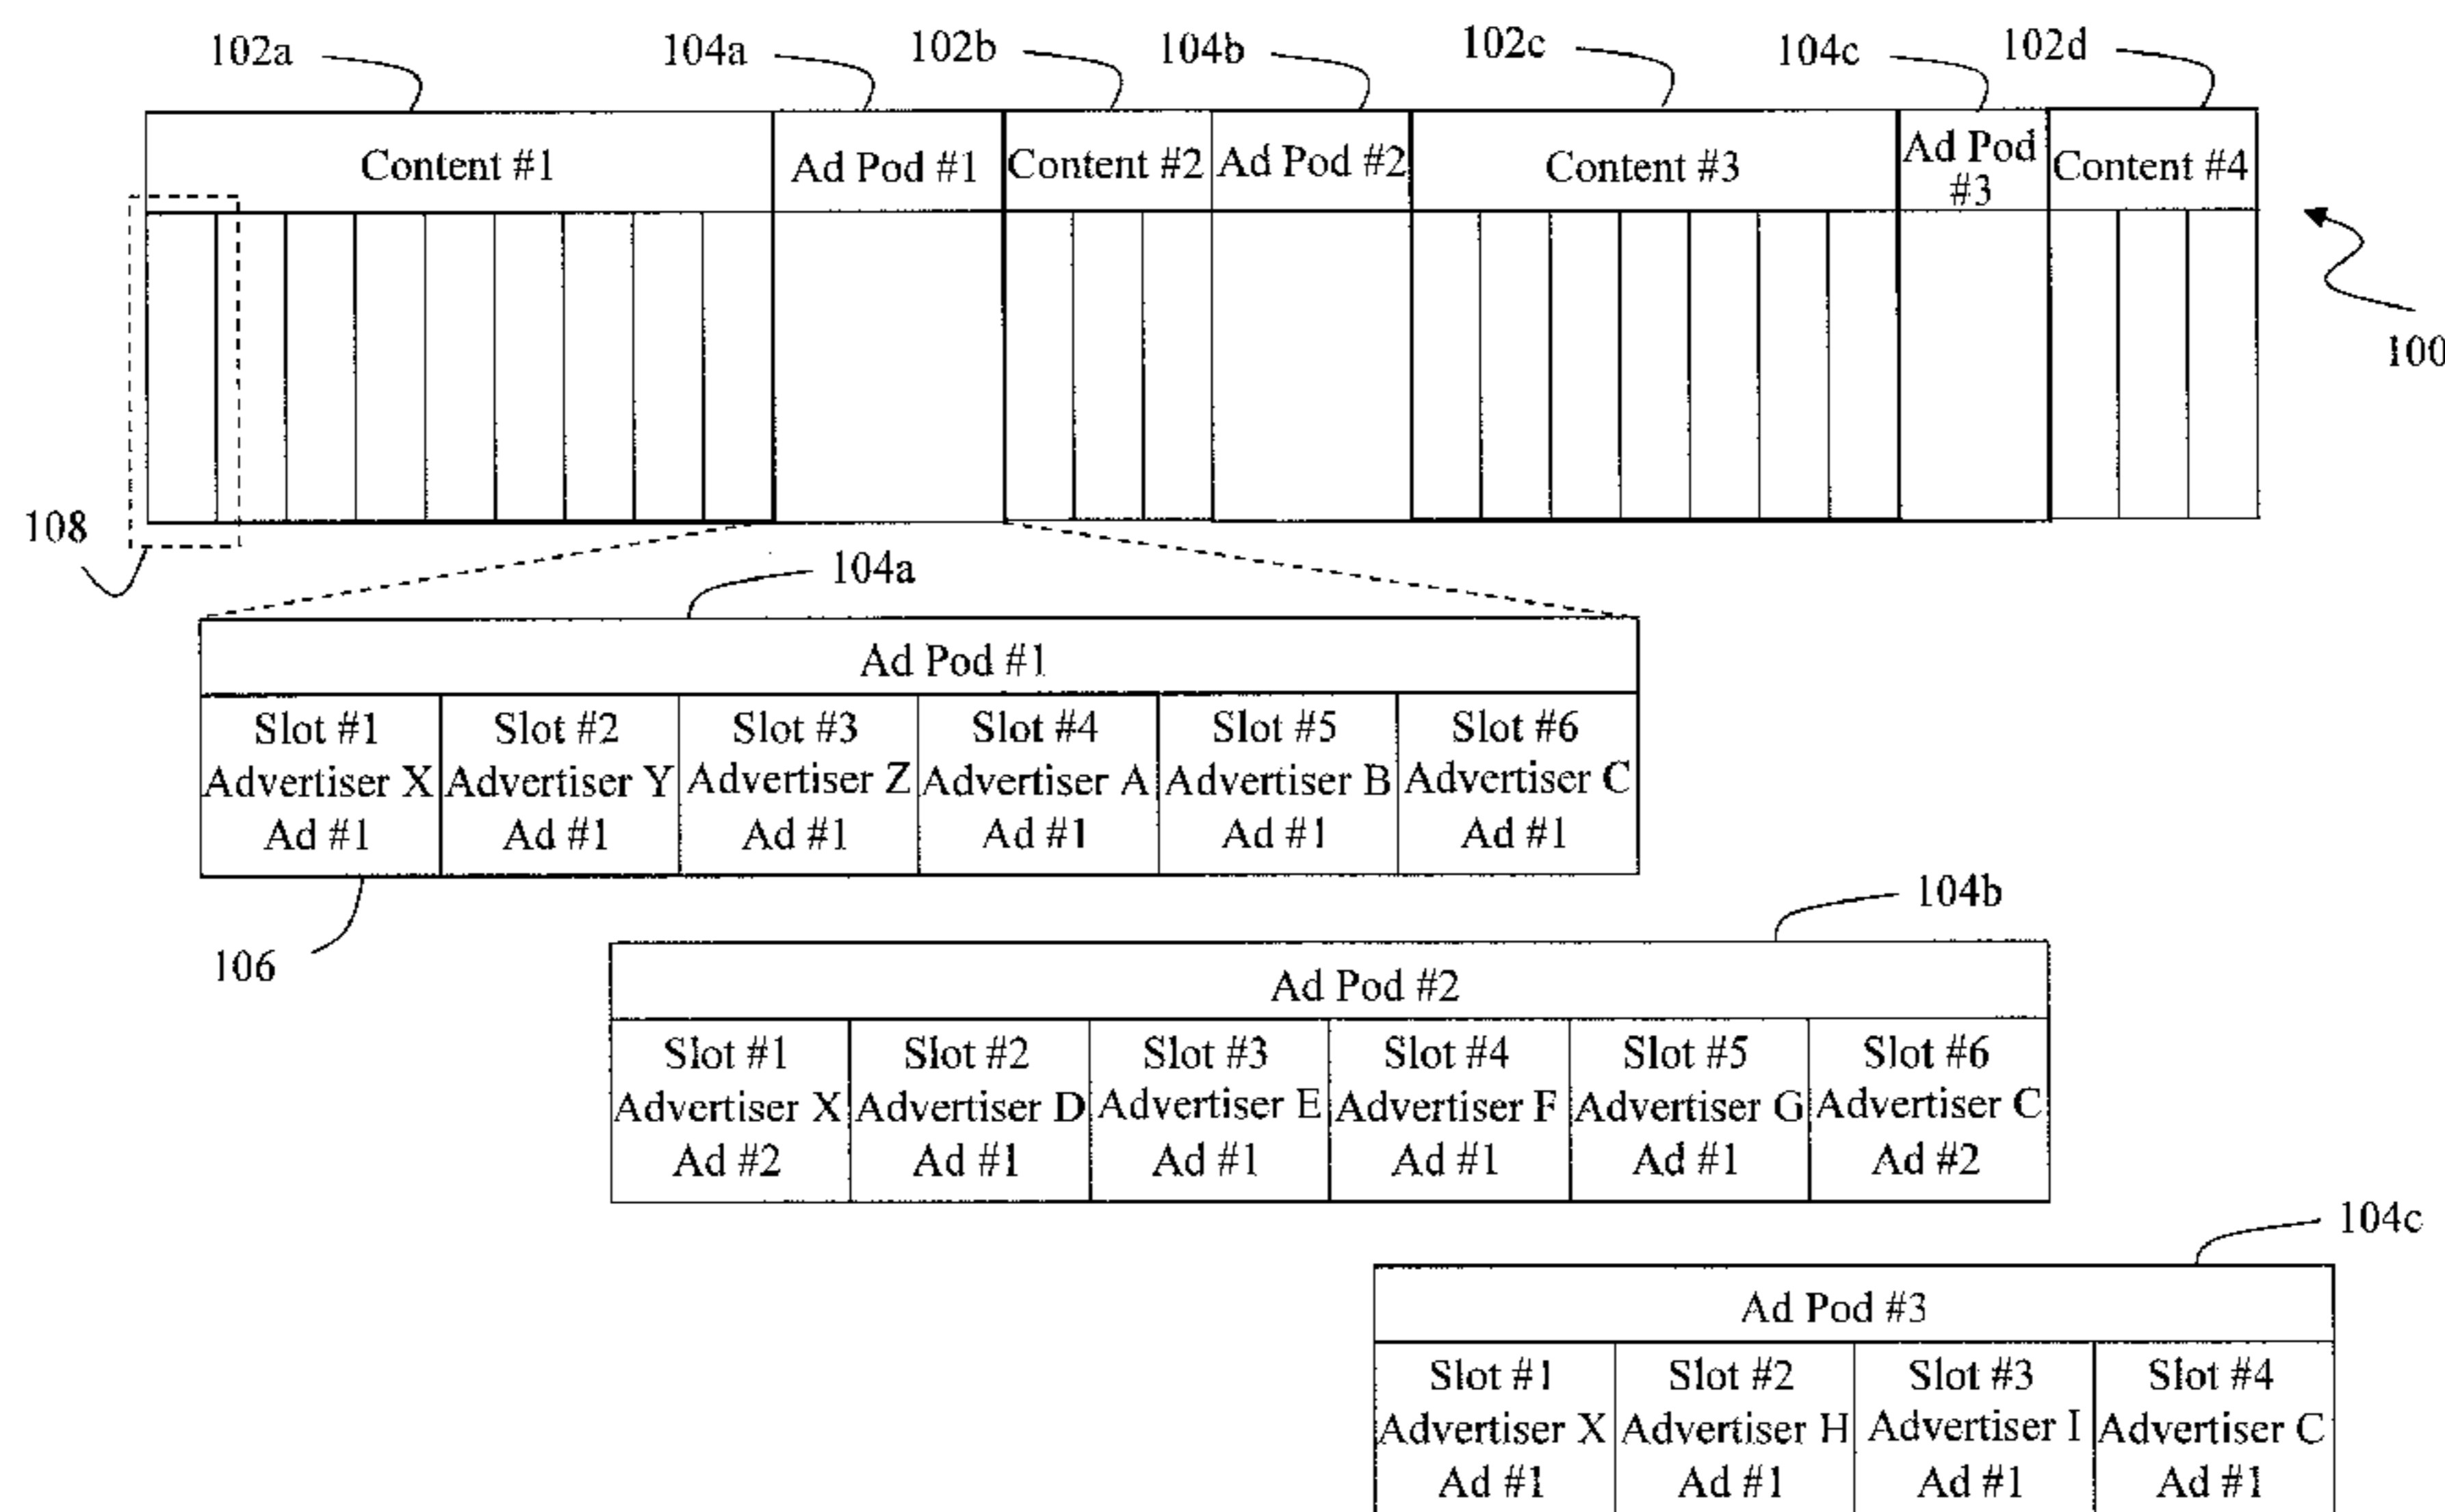 102a 104a 102b 104b 102c 104c 102d
Content #1
Ad Pod #1
Content #2
Ad Pod #2
Content #3
Ad Pod
#3
Content #4
100
108
104a
Ad Pod #1
Slot #1
Advertiser X
Ad #1
Slot #2
Advertiser Y
Ad #1
Slot #3
Advertiser Z
Ad #1
Slot #4
Advertiser A
Ad #1
Slot #5
Advertiser B
Ad #1
Slot #6
Advertiser C
Ad #1
106
104b
Ad Pod #2
Slot #1
Advertiser X
Ad #2
Slot #2
Advertiser D
Ad #1
Slot #3
Advertiser E
Ad #1
Slot #4
Advertiser F
Ad #1
Slot #5
Advertiser G
Ad #1
Slot #6
Advertiser C
Ad #2
104c
Ad Pod #3
Slot #1
Advertiser X
Ad #1
Slot #2
Advertiser H
Ad #1
Slot #3
Advertiser I
Ad #1
Slot #4
Advertiser C
Ad #1